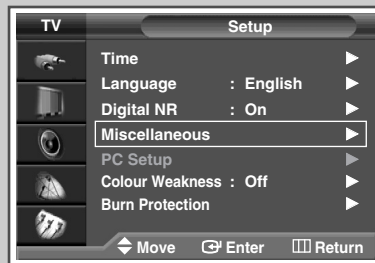 TV Setup
Time
Language : English
Digital NR : On
Miscellaneous
PC Setup
Colour Weakness : Off
Burn Protection
Move Enter Return